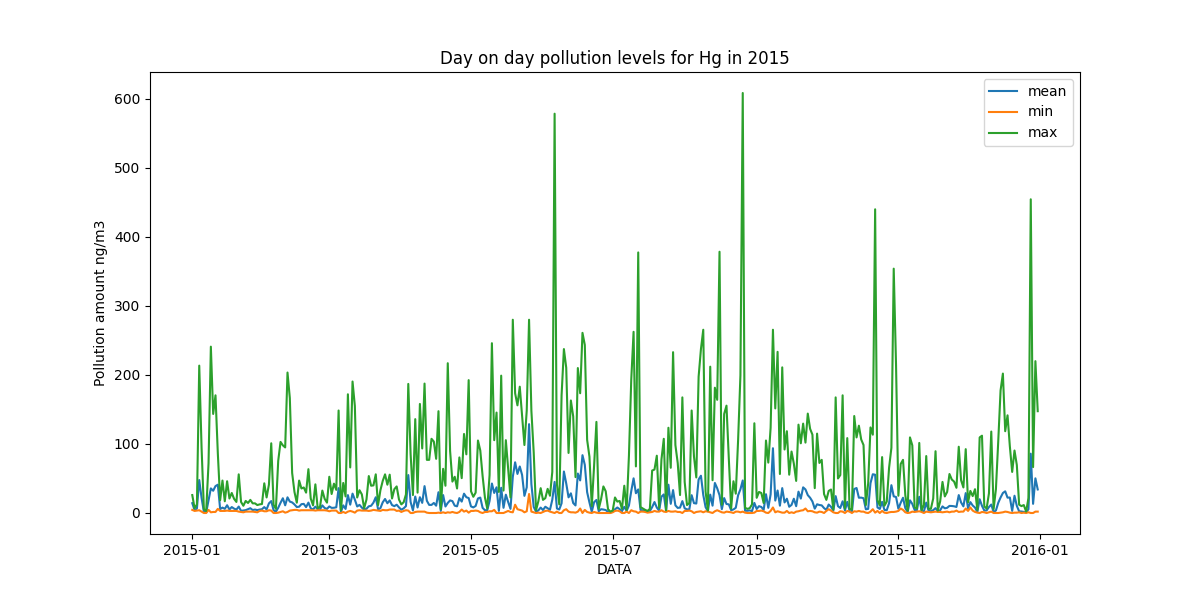 Day on day pollution levels for Hg in 2015
mean
min
max
Pollution amount ng/m3
600
500
400
300
200
100
0
2015-01
2015-03
2015-05
2015-07
2015-09
2015-11
2016-01
DATA